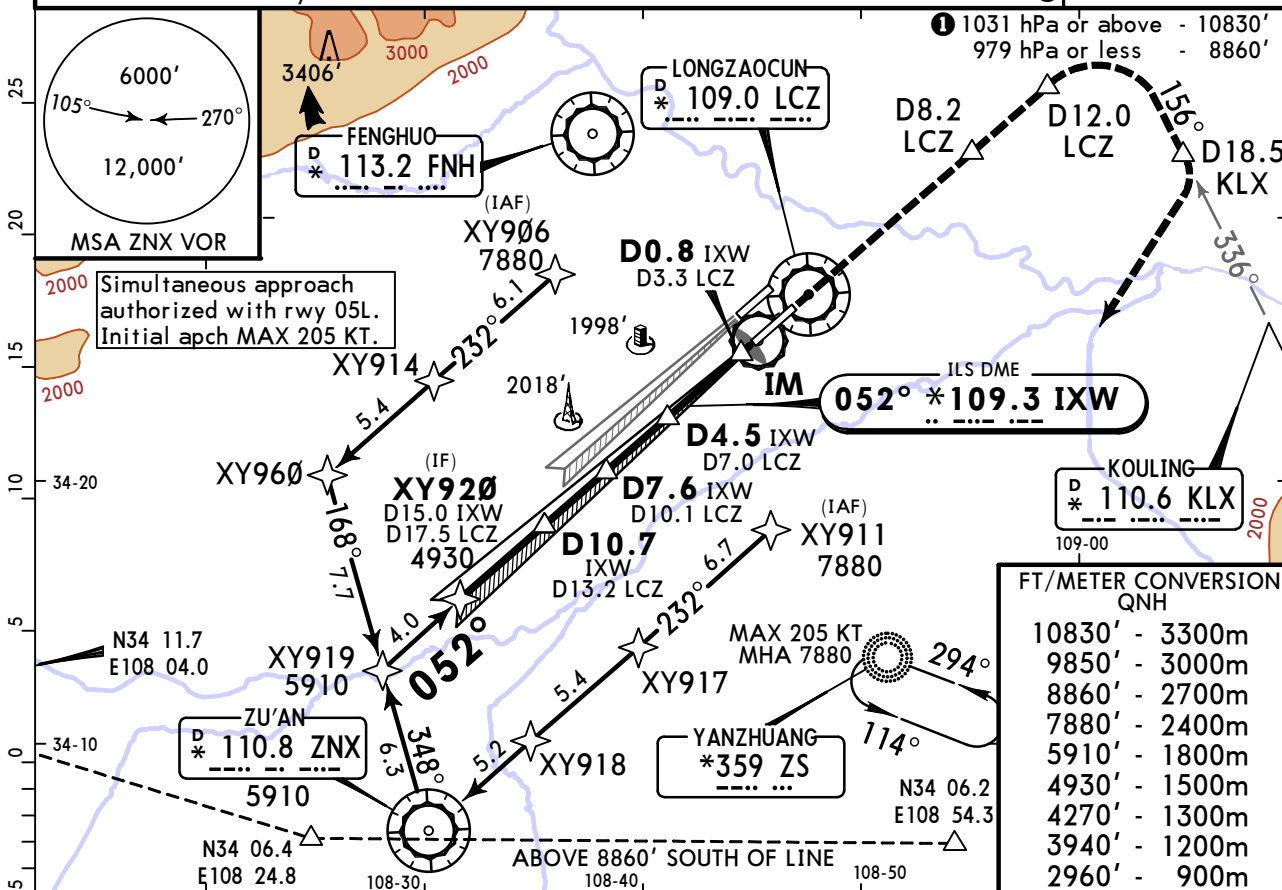 ❶ 1031 hPa or above - 10830'
979 hPa or less - 8860'
6000'
105°
270°
12,000'
MSA ZNX VOR
3406'
3000
2000
FENGHUO
D
* 113.2 FNH
LONGZAOCUN
D
* 109.0 LCZ
D8.2
LCZ
D12.0
LCZ
156°
D18.5
KLX
336°
25
20
15
10
5
0
5
2000
2000
Simultaneous approach
authorized with rwy 05L.
Initial apch MAX 205 KT.
(IAF)
XY9Ø6
7880
6.1
232°
XY914
5.4
XY96Ø
D0.8 IXW
D3.3 LCZ
1998'
2018'
IM
ILS DME
052° *109.3 IXW
D4.5 IXW
D7.0 LCZ
D7.6 IXW
D10.1 LCZ
D10.7
IXW
D13.2 LCZ
(IF)
XY92Ø
D15.0 IXW
D17.5 LCZ
4930
34-20
168°
7.7
(IAF)
XY911
7880
6.7
232°
XY917
5.4
XY918
5.2
KOULING
D
* 110.6 KLX
2000
109-00
N34 11.7
E108 04.0
XY919
5910
4.0
052°
MAX 205 KT
MHA 7880
294°
114°
YANZHUANG
*359 ZS
ZU'AN
D
* 110.8 ZNX
5910
348°
6.3
34-10
N34 06.4
E108 24.8
N34 06.2
E108 54.3
ABOVE 8860' SOUTH OF LINE
108-30
108-40
108-50
FT/METER CONVERSION
QNH
10830' - 3300m
9850' - 3000m
8860' - 2700m
7880' - 2400m
5910' - 1800m
4930' - 1500m
4270' - 1300m
3940' - 1200m
2960' - 900m